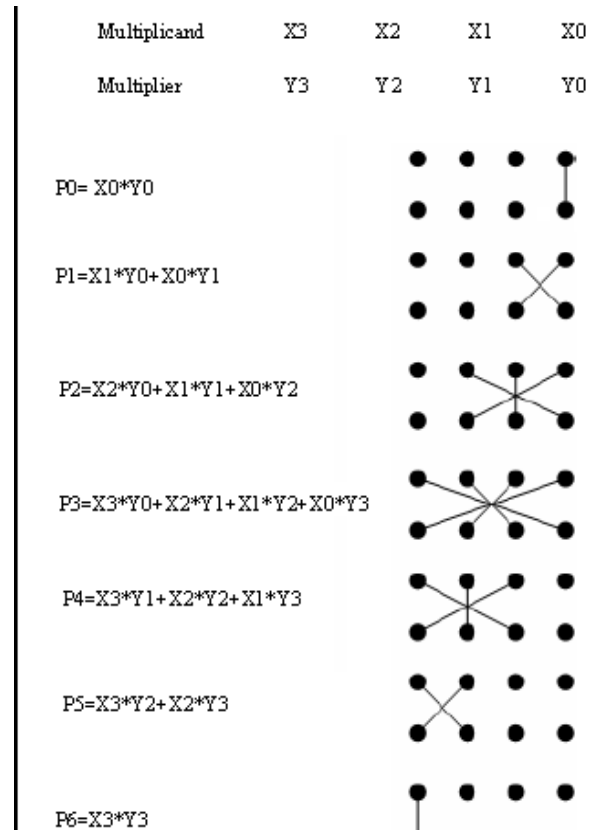 Multiplicand X3 X2 X1 X0
Multiplier Y3 Y2 Y1 Y0
P0= X0*Y0
P1=X1*Y0+X0*Y1
P2=X2*Y0+X1*Y1+X0*Y2
P3=X3*Y0+X2*Y1+X1*Y2+X0*Y3
P4=X3*Y1+X2*Y2+X1*Y3
P5=X3*Y2+X2*Y3
P6=X3*Y3